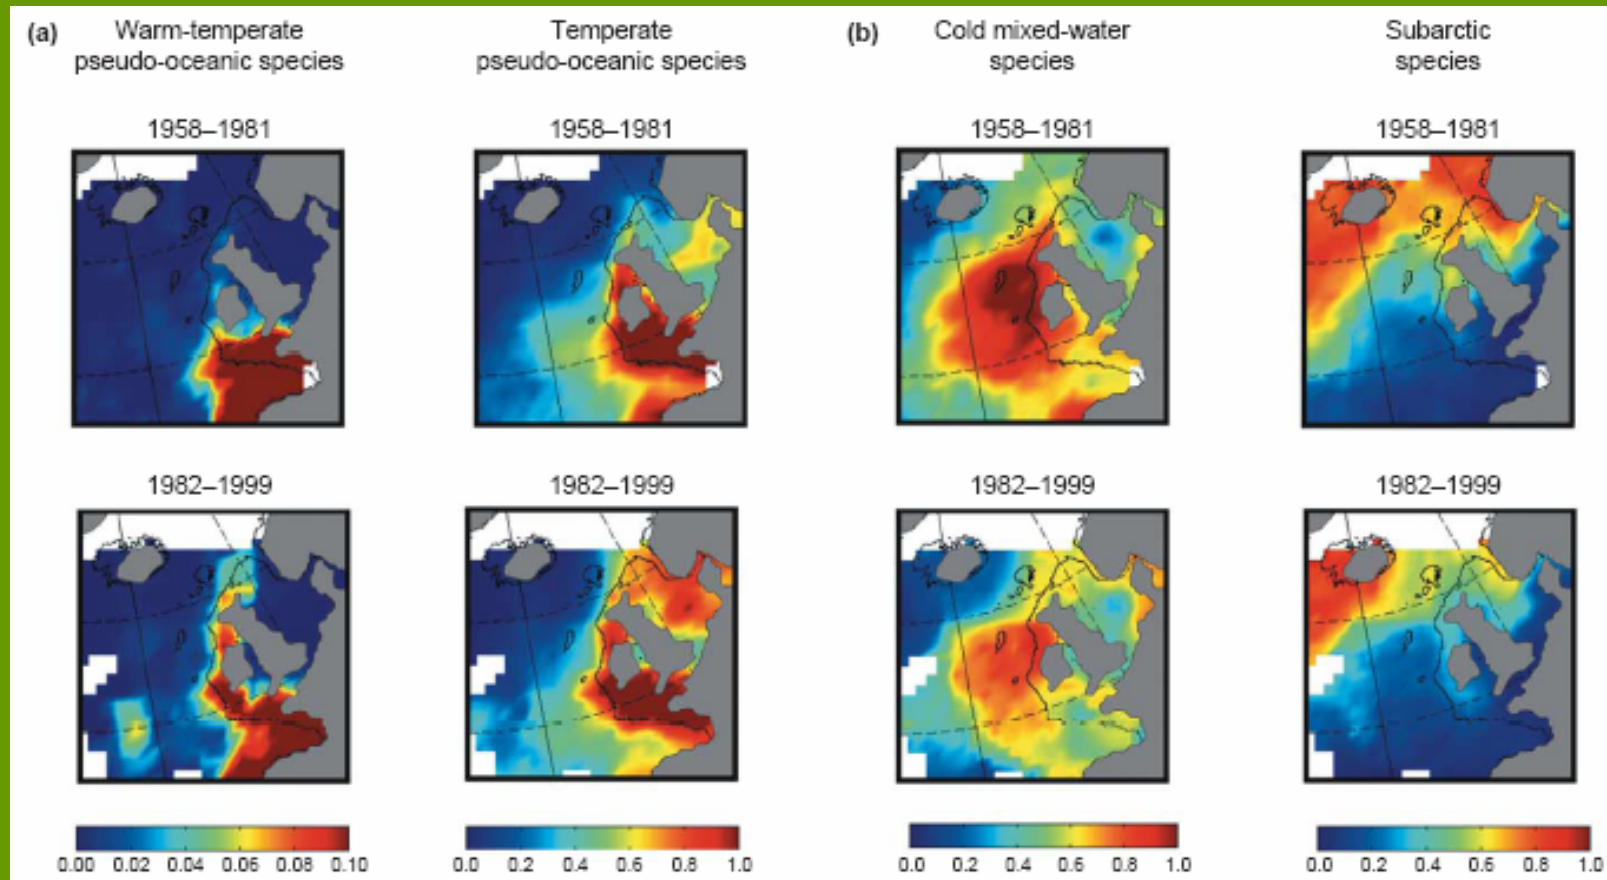 (a)
Warm-temperate
pseudo-oceanic species
Temperate
pseudo-oceanic species
(b)
Cold mixed-water
species
Subarctic
species
1958–1981
1958–1981
1958–1981
1958–1981
1982–1999
1982–1999
1982–1999
1982–1999
0.00 0.02 0.04 0.06 0.08 0.10
0.0 0.2 0.4 0.6 0.8 1.0
0.0 0.2 0.4 0.6 0.8 1.0
0.0 0.2 0.4 0.6 0.8 1.0